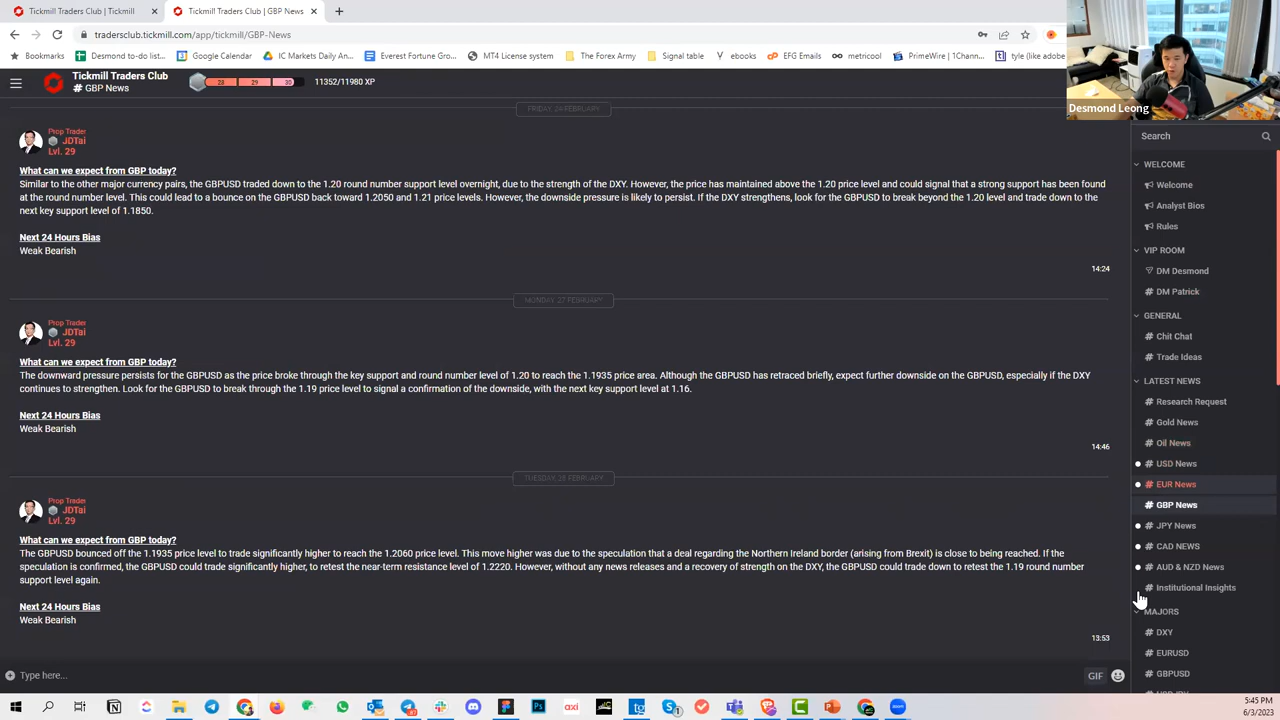 Tickmill Traders Club | Tickmill
Tickmill Traders Club | GBP News
tradersclub.tickmill.com/app/tickmill/GBP-News
Bookmarks
Desmond to-do list...
Google Calendar
IC Markets Daily An...
Everest Fortune Gro...
MT4 License system
The Forex Army
Signal table
ebooks
EFG Emails
metricool
PrimeWire | 1Chann...
tyle (like adobe
Desmond Leong
Tickmill Traders Club
# GBP News
28 29 30
11352/11980 XP
FRIDAY, 24 FEBRUARY
Prop Trader
JDTai
Lvl. 29
What can we expect from GBP today?
Similar to the other major currency pairs, the GBPUSD traded down to the 1.20 round number support level overnight, due to the strength of the DXY. However, the price has maintained above the 1.20 price level and could signal that a strong support has been found
at the round number level. This could lead to a bounce on the GBPUSD back toward 1.2050 and 1.21 price levels. However, the downside pressure is likely to persist. If the DXY strengthens, look for the GBPUSD to break beyond the 1.20 level and trade down to the
next key support level of 1.1850.
Next 24 Hours Bias
Weak Bearish
14:24
MONDAY, 27 FEBRUARY
Prop Trader
JDTai
Lvl. 29
What can we expect from GBP today?
The downward pressure persists for the GBPUSD as the price broke through the key support and round number level of 1.20 to reach the 1.1935 price area. Although the GBPUSD has retraced briefly, expect further downside on the GBPUSD, especially if the DXY
continues to strengthen. Look for the GBPUSD to break through the 1.19 price level to signal a confirmation of the downside, with the next key support level at 1.16.
Next 24 Hours Bias
Weak Bearish
14:46
TUESDAY, 28 FEBRUARY
Prop Trader
JDTai
Lvl. 29
What can we expect from GBP today?
The GBPUSD bounced off the 1.1935 price level to trade significantly higher to reach the 1.2060 price level. This move higher was due to the speculation that a deal regarding the Northern Ireland border (arising from Brexit) is close to being reached. If the
speculation is confirmed, the GBPUSD could trade significantly higher, to retest the near-term resistance level of 1.2220. However, without any news releases and a recovery of strength on the DXY, the GBPUSD could trade down to retest the 1.19 round number
support level again.
Next 24 Hours Bias
Weak Bearish
13:53
Type here...
GIF
Search
WELCOME
Welcome
Analyst Bios
Rules
VIP ROOM
DM Desmond
# DM Patrick
GENERAL
# Chit Chat
# Trade Ideas
LATEST NEWS
# Research Request
# Gold News
# Oil News
# USD News
# EUR News
# GBP News
# JPY News
# CAD NEWS
# AUD & NZD News
# Institutional Insights
MAJORS
# DXY
# EURUSD
# GBPUSD
5:45 PM
6/3/2023